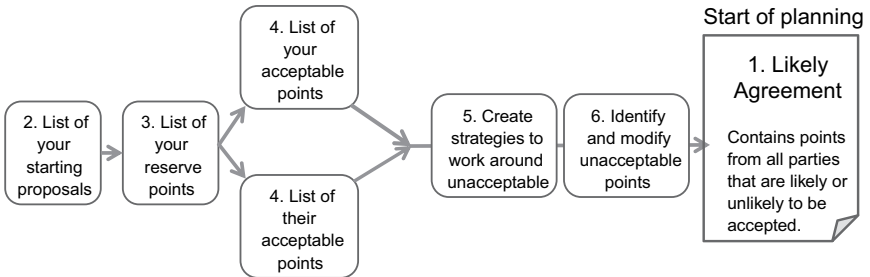 Start of planning
2. List of
your
starting
proposals
3. List of
your
reserve
points
4. List of
your
acceptable
points
4. List of
their
acceptable
points
5. Create
strategies to
work around
unacceptable
6. Identify
and modify
unacceptable
points
1. Likely
Agreement
Contains points
from all parties
that are likely or
unlikely to be
accepted.